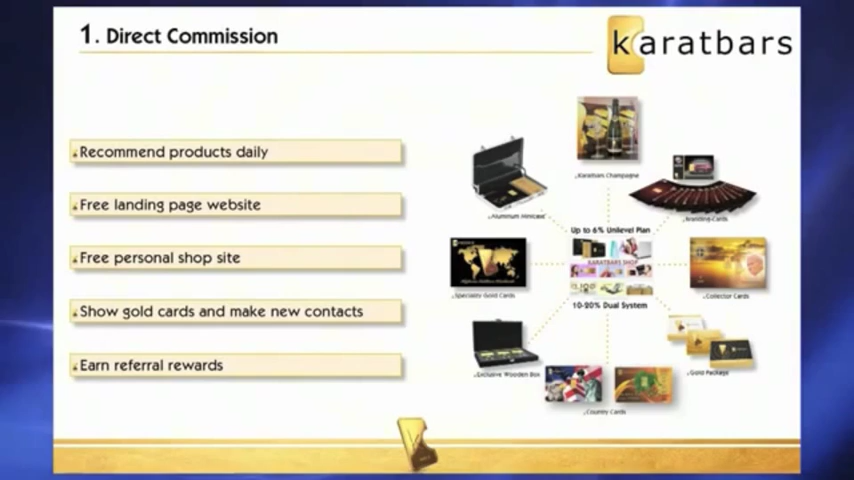 1. Direct Commission
karatbars
Recommend products daily
Free landing page website
Free personal shop site
Show gold cards and make new contacts
Earn referral rewards
Karatbars Champagne
Aluminum Minicase
Branding Cards
Up to 6% Unilevel Plan
KARATBARS SHOP
Specialty Gold Cards
Collector Cards
10-20% Dual System
Exclusive Wooden Box
Gold Package
Country Cards